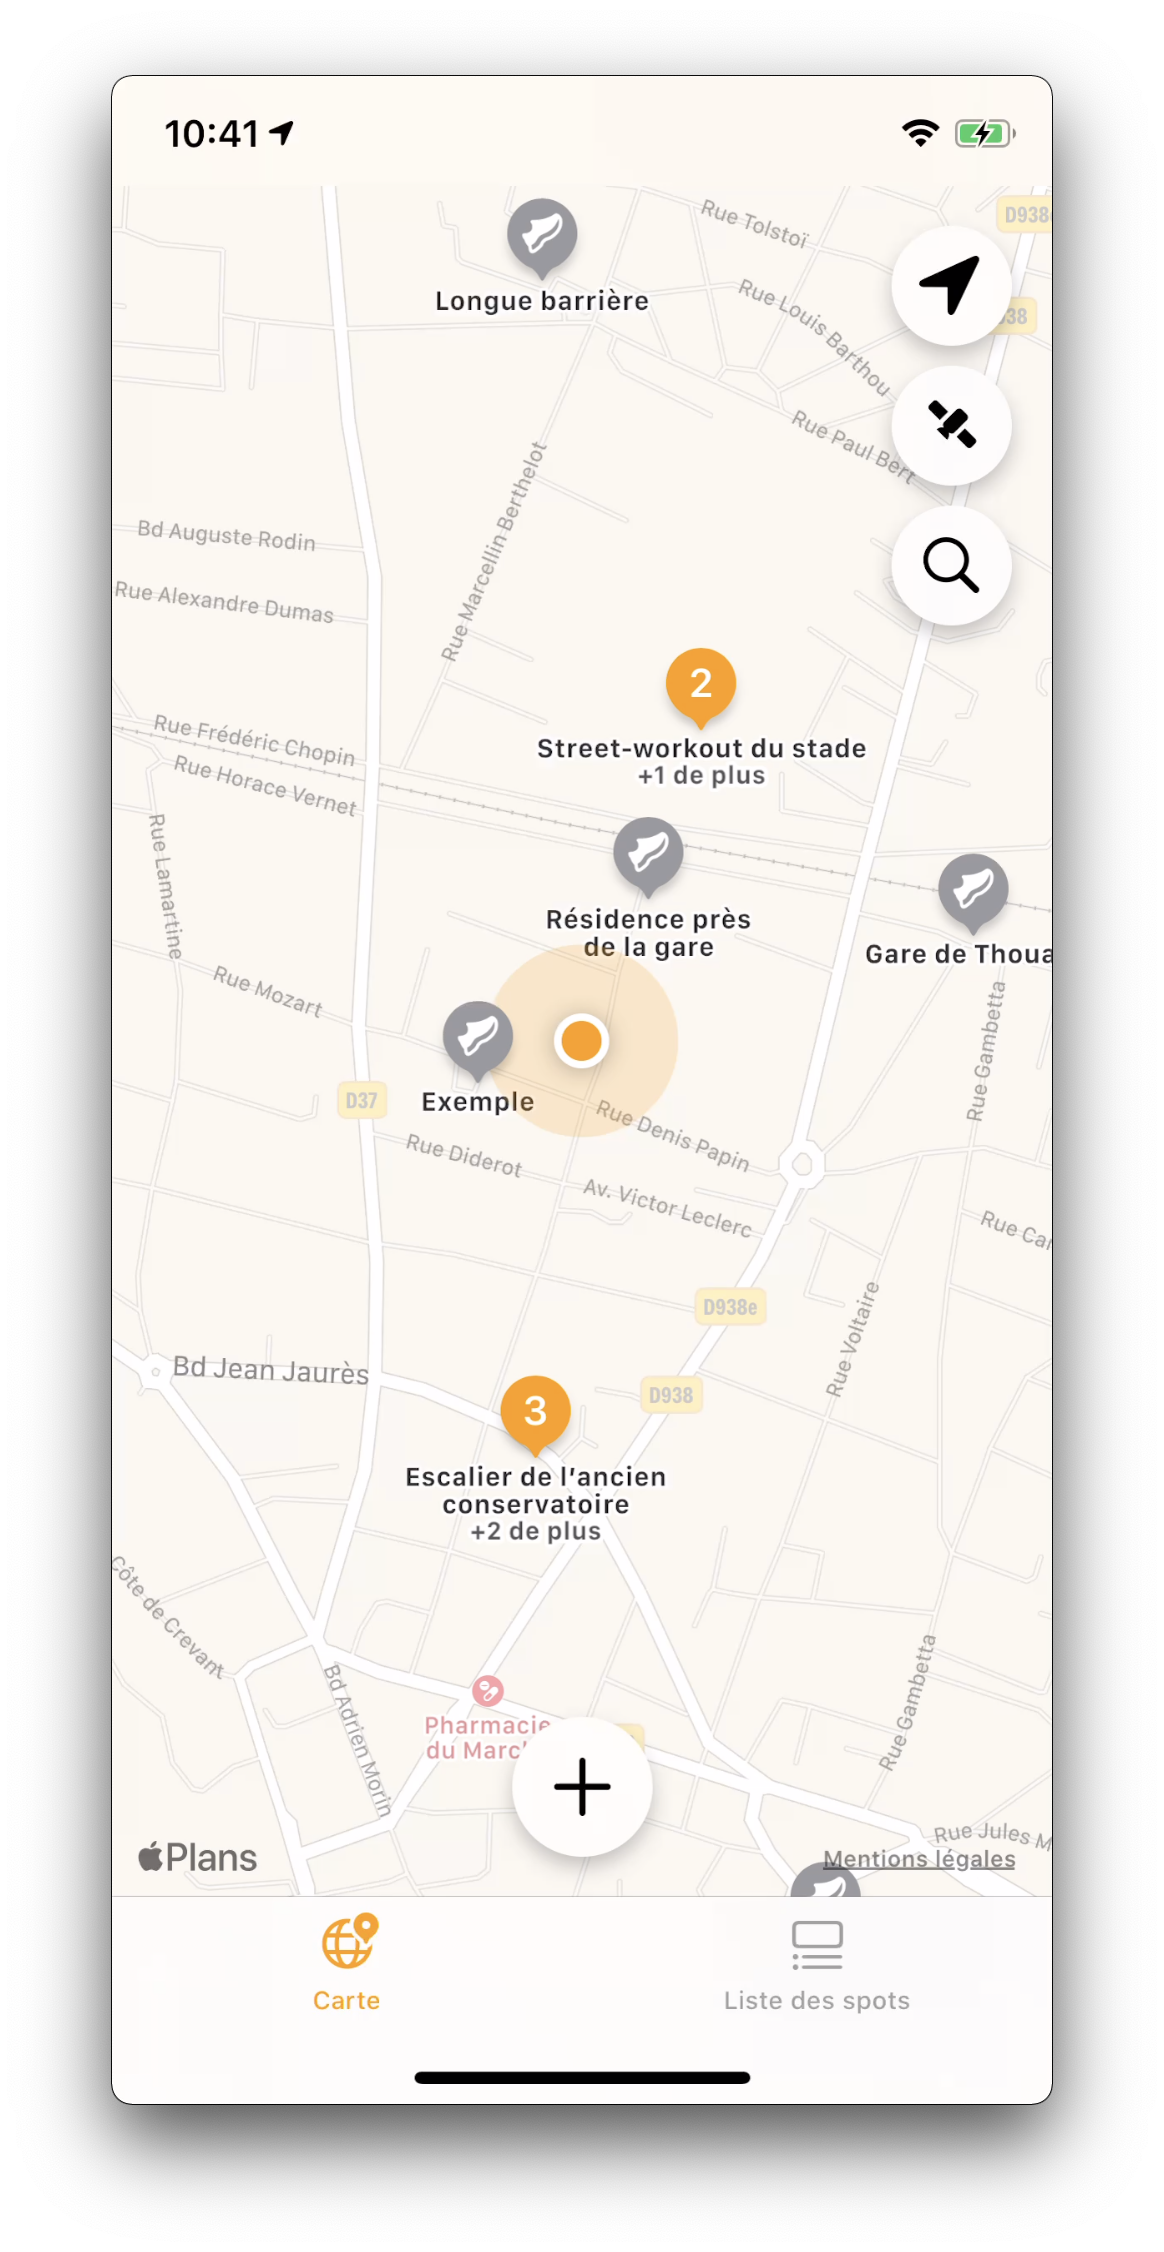 10:41
Rue Tolstoï
D938
Longue barrière
Rue Louis Barthou
Rue Paul Bert
Rue Marcellin Berthelot
Bd Auguste Rodin
Rue Alexandre Dumas
2
Street-workout du stade
+1 de plus
Rue Frédéric Chopin
Rue Horace Vernet
Rue Lamartine
Résidence près
de la gare
Gare de Thoua
Rue Mozart
Rue Gambetta
D37
Exemple
Rue Denis Papin
Rue Diderot
Av. Victor Leclerc
Rue Car
D938e
Rue Voltaire
Bd Jean Jaurès
D938
3
Escalier de l'ancien
conservatoire
+2 de plus
Côte de Crevant
Rue Gambetta
Bd Adrien Morin
Pharmacie
du Marc
Rue Jules M
Plans
Mentions légales
Carte
Liste des spots